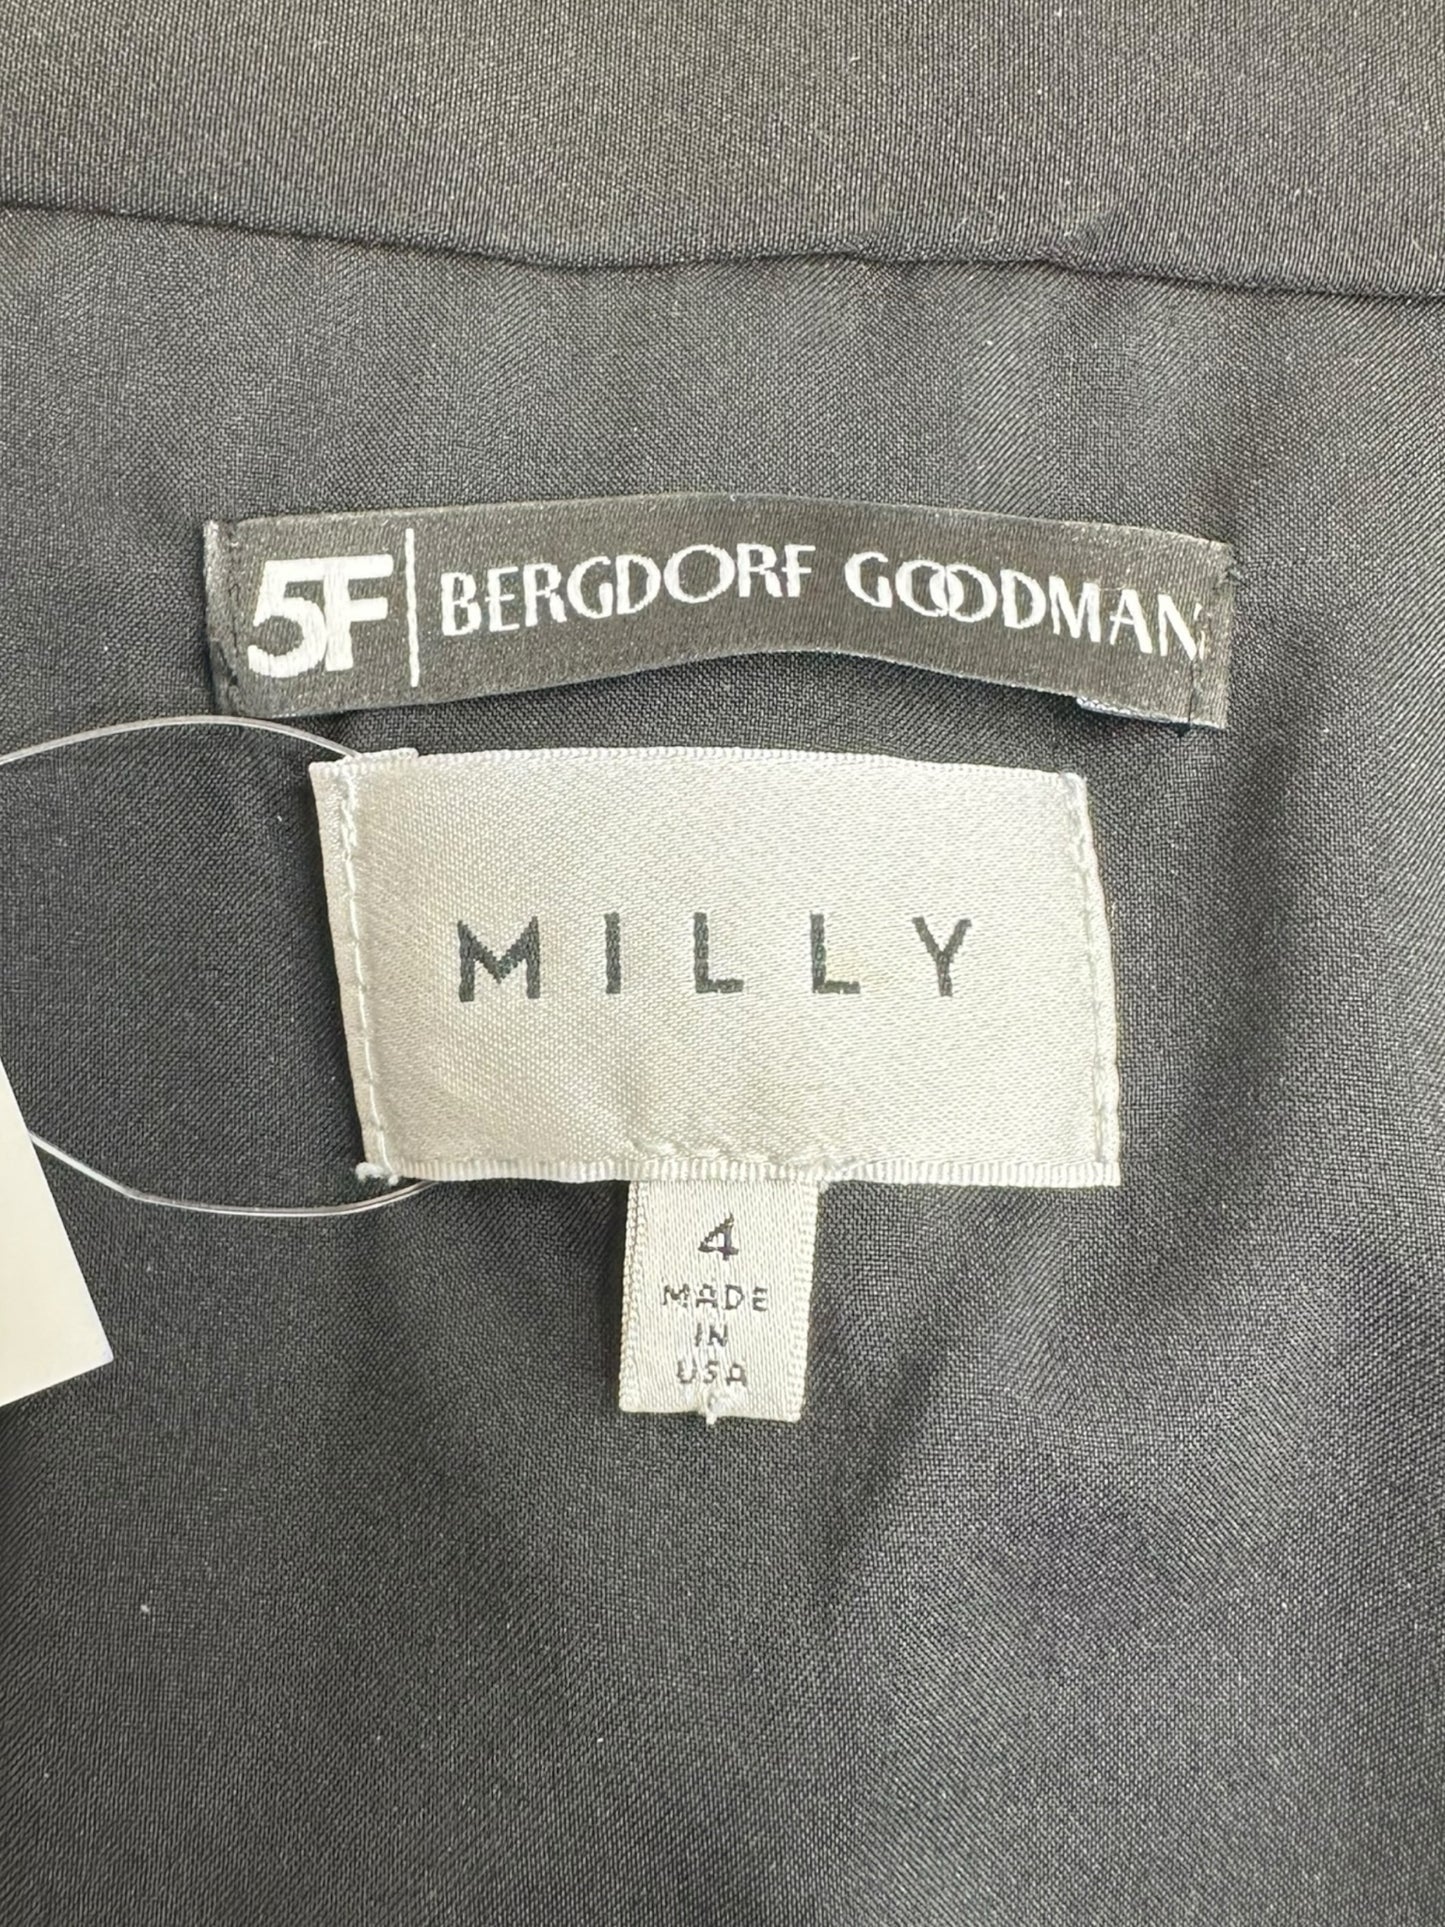 5F | BERGDORF GOODMAN
MILLY
4
MADE
IN
USA